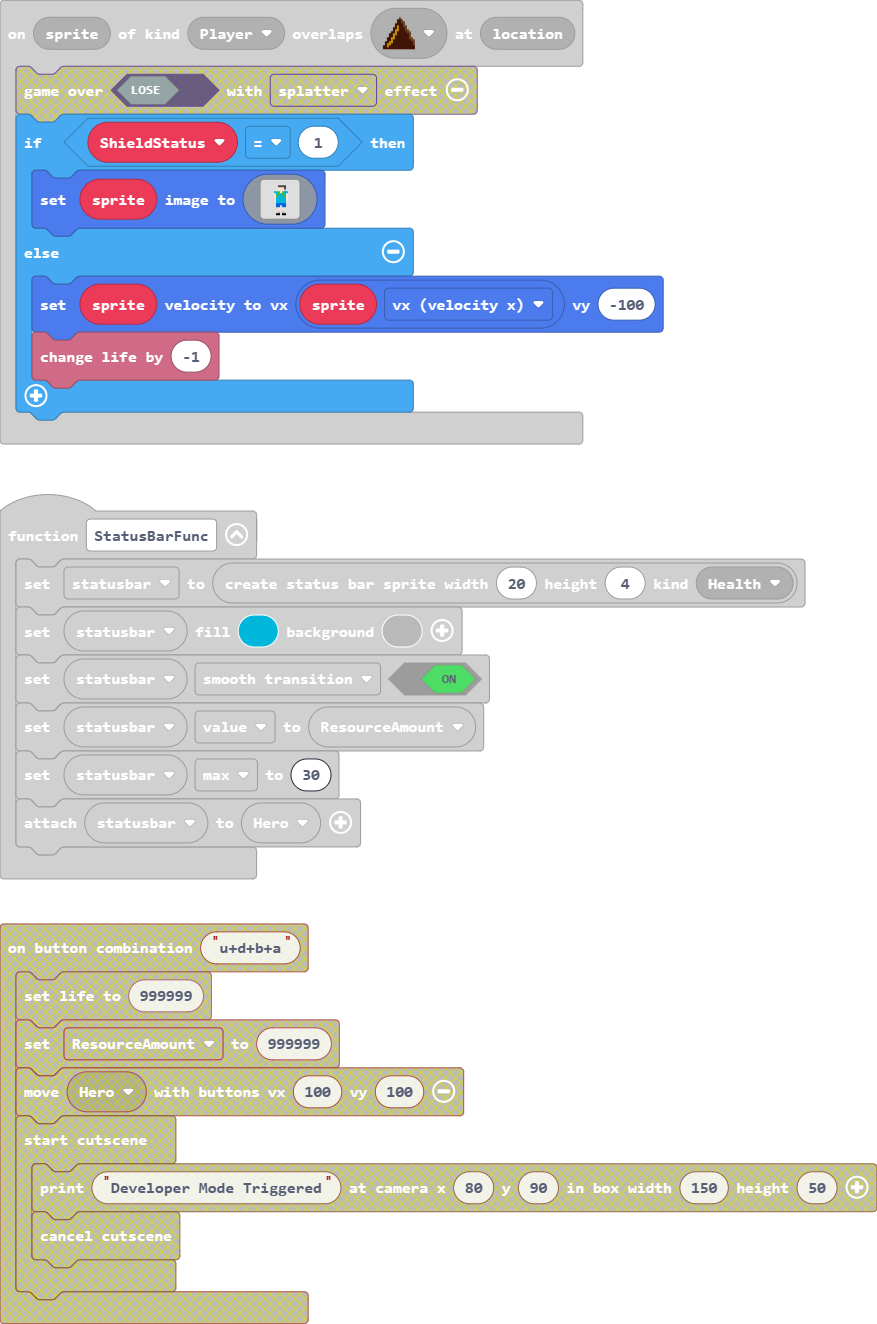 on sprite of kind Player overlaps at location
game over LOSE with splatter effect
if ShieldStatus = 1 then
set sprite image to
else
set sprite velocity to vx sprite vx (velocity x) vy -100
change life by -1
function StatusBarFunc
set statusbar to create status bar sprite width 20 height 4 kind Health
set statusbar fill background
set statusbar smooth transition ON
set statusbar value to ResourceAmount
set statusbar max to 30
attach statusbar to Hero
on button combination "u+d+b+a"
set life to 999999
set ResourceAmount to 999999
move Hero with buttons vx 100 vy 100
start cutscene
print "Developer Mode Triggered" at camera x 80 y 90 in box width 150 height 50
cancel cutscene